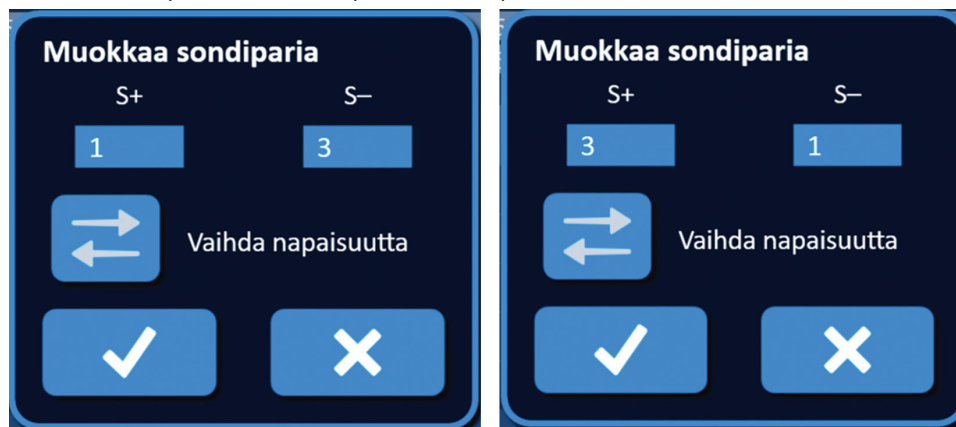 Muokkaa sondiparia
S+ S–
1 3
Vaihda napaisuutta
Muokkaa sondiparia
S+ S–
3 1
Vaihda napaisuutta